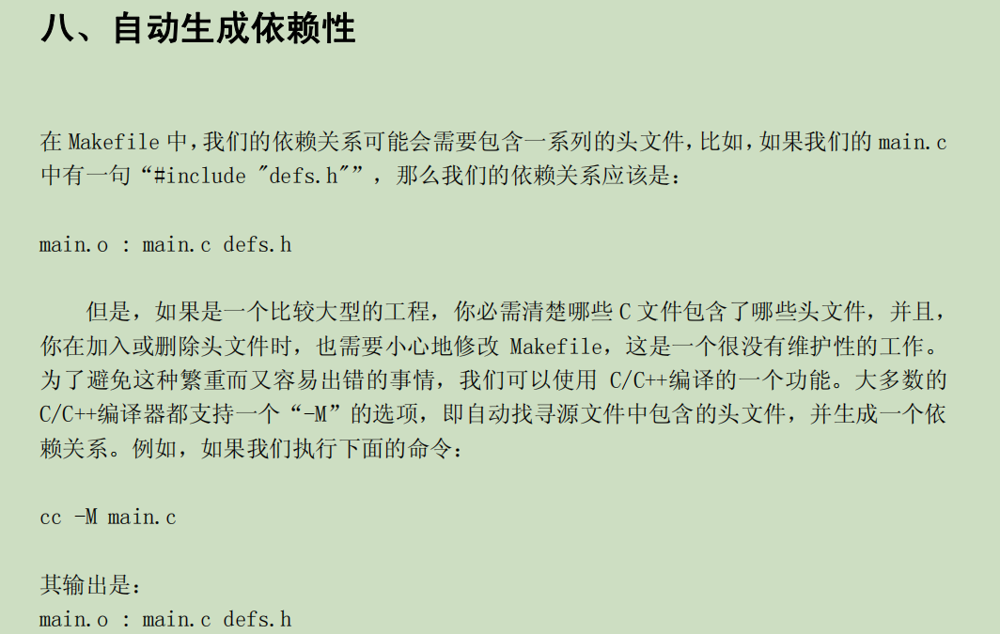 八、自动生成依赖性
在 Makefile 中，我们的依赖关系可能会需要包含一系列的头文件，比如，如果我们的 main.c
中有一句“#include "defs.h"”，那么我们的依赖关系应该是：
main.o : main.c defs.h
但是，如果是一个比较大型的工程，你必需清楚哪些 C 文件包含了哪些头文件，并且，
你在加入或删除头文件时，也需要小心地修改 Makefile，这是一个很没有维护性的工作。
为了避免这种繁重而又容易出错的事情，我们可以使用 C/C++编译的一个功能。大多数的
C/C++编译器都支持一个“-M”的选项，即自动找寻源文件中包含的头文件，并生成一个依
赖关系。例如，如果我们执行下面的命令：
cc -M main.c
其输出是：
main.o : main.c defs.h